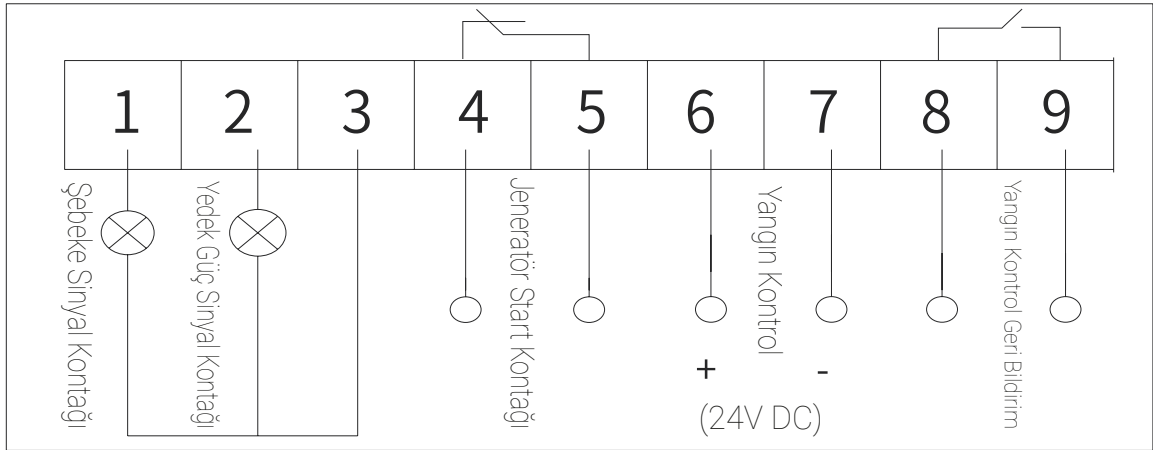 1 2 3 4 5 6 7 8 9
Şebeke Sinyal Kontağı
Yedek Güç Sinyal Kontağı
Jeneratör Start Kontağı
Yangın Kontrol
+ -
(24V DC)
Yangın Kontrol Geri Bildirim